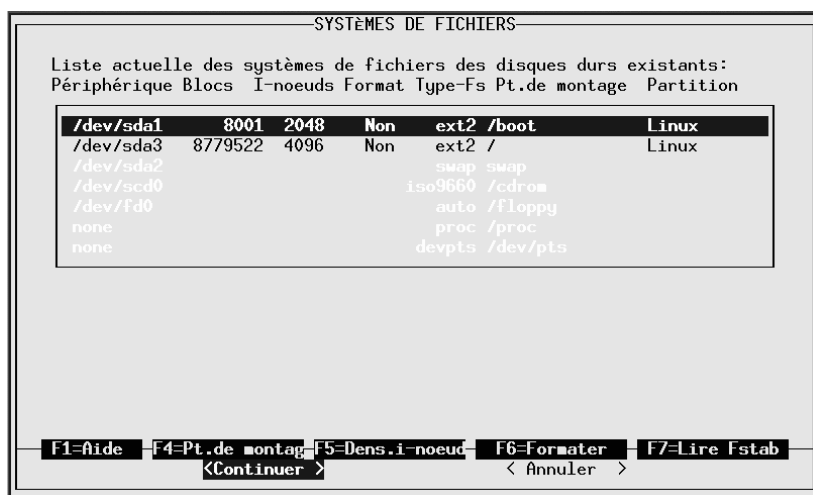 SYSTÈMES DE FICHIERS
Liste actuelle des systèmes de fichiers des disques durs existants:
Périphérique Blocs I-noeuds Format Type-Fs Pt.de montage Partition
/dev/sda1 8001 2048 Non ext2 /boot Linux
/dev/sda3 8779522 4096 Non ext2 / Linux
/dev/sda2 swap swap
/dev/scd0 iso9660 /cdrom
/dev/fd0 auto /floppy
none proc /proc
none devpts /dev/pts
F1=Aide F4=Pt.de montag F5=Dens.i-noeud F6=Formater F7=Lire Fstab
<Continuer > < Annuler >